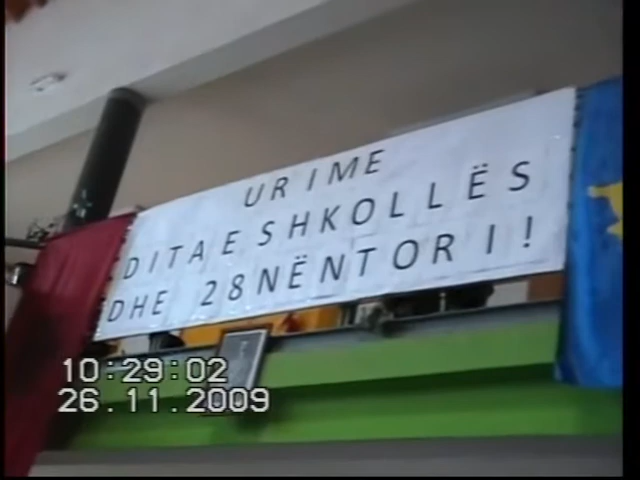 URIME
DITA E SHKOLLËS
DHE 28 NËNTORI!
10:29:02
26.11.2009